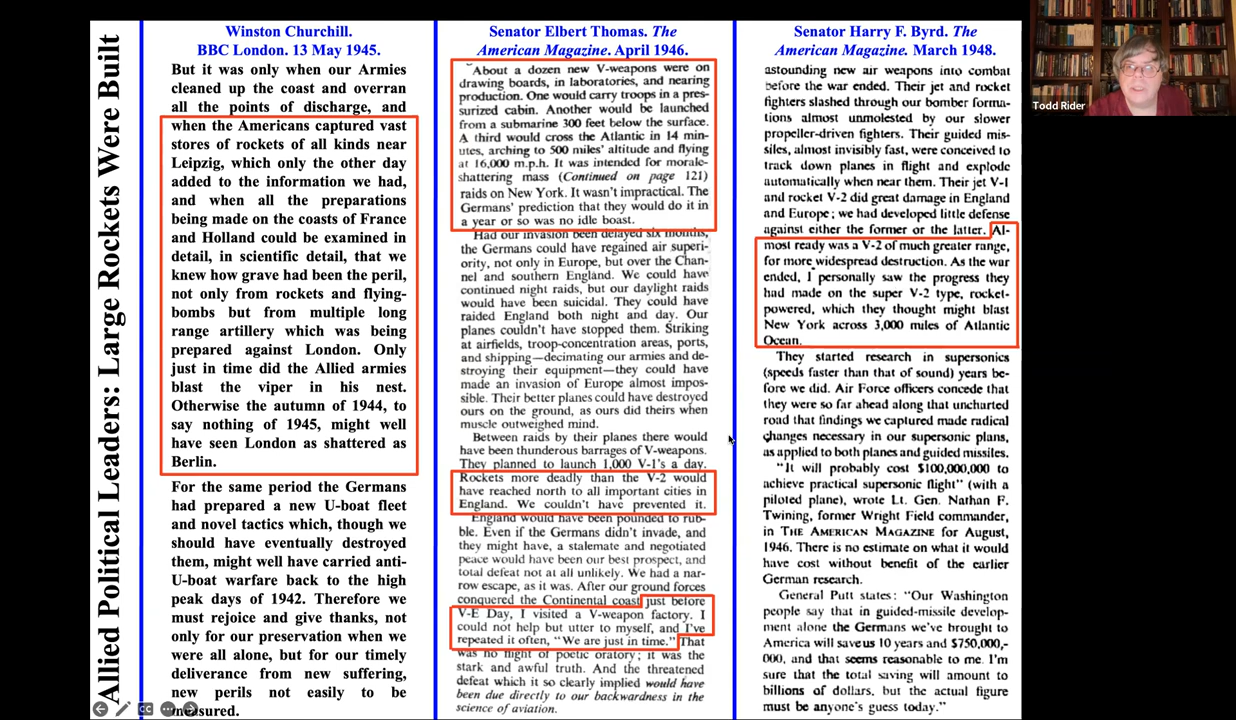 Allied Political Leaders: Large Rockets Were Built
Winston Churchill.
BBC London. 13 May 1945.
But it was only when our Armies
cleaned up the coast and overran
all the points of discharge, and
when the Americans captured vast
stores of rockets of all kinds near
Leipzig, which only the other day
added to the information we had,
and when all the preparations
being made on the coasts of France
and Holland could be examined in
detail, in scientific detail, that we
knew how grave had been the peril,
not only from rockets and flying-
bombs but from multiple long
range artillery which was being
prepared against London. Only
just in time did the Allied armies
blast the viper in his nest.
Otherwise the autumn of 1944, to
say nothing of 1945, might well
have seen London as shattered as
Berlin.
For the same period the Germans
had prepared a new U-boat fleet
and novel tactics which, though we
should have eventually destroyed
them, might well have carried anti-
U-boat warfare back to the high
peak days of 1942. Therefore we
must rejoice and give thanks, not
only for our preservation when we
were all alone, but for our timely
deliverance from new suffering,
new perils not easily to be
measured.
Senator Elbert Thomas. The
American Magazine. April 1946.
About a dozen new V-weapons were on
drawing boards, in laboratories, and nearing
production. One would carry troops in a pres-
surized cabin. Another would be launched
from a submarine 300 feet below the surface.
A third would cross the Atlantic in 14 min-
utes, arching to 500 miles' altitude and flying
at 16,000 m.p.h. It was intended for morale-
shattering mass (Continued on page 121)
raids on New York. It wasn't impractical. The
Germans' prediction that they would do it in
a year or so was no idle boast.
Had our invasion been delayed six months,
the Germans could have regained air superi-
ority, not only in Europe, but over the Chan-
nel and southern England. We could have
continued night raids, but our daylight raids
would have been suicidal. They could have
raided England both night and day. Our
planes couldn't have stopped them. Striking
at airfields, troop-concentration areas, ports,
and shipping—decimating our armies and de-
stroying their equipment—they could have
made an invasion of Europe almost impos-
sible. Their better planes could have destroyed
ours on the ground, as ours did theirs when
muscle outweighed mind.
Between raids by their planes there would
have been thunderous barrages of V-weapons.
They planned to launch 1,000 V-1's a day.
Rockets more deadly than the V-2 would
have reached north to all important cities in
England. We couldn't have prevented it.
England would have been pounded to rub-
ble. Even if the Germans didn't invade, and
they might have, a stalemate and negotiated
peace would have been our best prospect, and
total defeat not at all unlikely. We had a nar-
row escape, as it was. After our ground forces
conquered the Continental coast just before
V-E Day, I visited a V-weapon factory. I
could not help but utter to myself, and I've
repeated it often, "We are just in time." That
was no flight of poetic oratory; it was the
stark and awful truth. And the threatened
defeat which it so clearly implied would have
been due directly to our backwardness in the
science of aviation.
Senator Harry F. Byrd. The
American Magazine. March 1948.
astounding new air weapons into combat
before the war ended. Their jet and rocket
fighters slashed through our bomber forma-
tions almost unmolested by our slower
propeller-driven fighters. Their guided mis-
siles, almost invisibly fast, were conceived to
track down planes in flight and explode
automatically when near them. Their jet V-1
and rocket V-2 did great damage in England
and Europe; we had developed little defense
against either the former or the latter. Al-
most ready was a V-2 of much greater range,
for more widespread destruction. As the war
ended, I personally saw the progress they
had made on the super V-2 type, rocket-
powered, which they thought might blast
New York across 3,000 miles of Atlantic
Ocean.
They started research in supersonics
(speeds faster than that of sound) years be-
fore we did. Air Force officers concede that
they were so far ahead along that uncharted
road that findings we captured made radical
changes necessary in our supersonic plans,
as applied to both planes and guided missiles.
"It will probably cost $100,000,000 to
achieve practical supersonic flight" (with a
piloted plane), wrote Lt. Gen. Nathan F.
Twining, former Wright Field commander,
in THE AMERICAN MAGAZINE for August,
1946. There is no estimate on what it would
have cost without benefit of the earlier
German research.
General Putt states: "Our Washington
people say that in guided-missile develop-
ment alone the Germans we've brought to
America will save us 10 years and $750,000,-
000, and that seems reasonable to me. I'm
sure that the total saving will amount to
billions of dollars, but the actual figure
must be anyone's guess today."
Todd Rider
CC